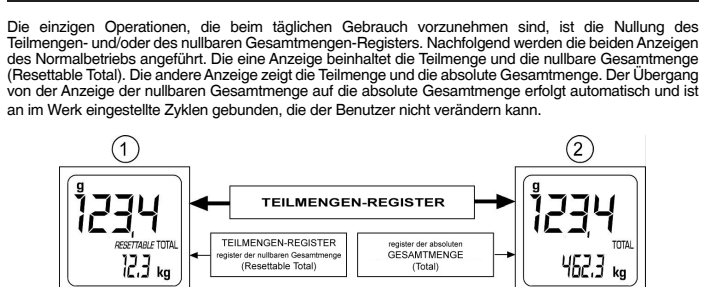 Die einzigen Operationen, die beim täglichen Gebrauch vorzunehmen sind, ist die Nullung des
Teilmengen- und/oder des nullbaren Gesamtmengen-Registers. Nachfolgend werden die beiden Anzeigen
des Normalbetriebs angeführt. Die eine Anzeige beinhaltet die Teilmenge und die nullbare Gesamtmenge
(Resettable Total). Die andere Anzeige zeigt die Teilmenge und die absolute Gesamtmenge. Der Übergang
von der Anzeige der nullbaren Gesamtmenge auf die absolute Gesamtmenge erfolgt automatisch und ist
an im Werk eingestellte Zyklen gebunden, die der Benutzer nicht verändern kann.
1
2
g
123,4
RESETTABLE TOTAL
12.3 kg
TEILMENGEN-REGISTER
TEILMENGEN-REGISTER
register der nullbaren Gesamtmenge
(Resettable Total)
register der absoluten
GESAMTMENGE
(Total)
g
123,4
TOTAL
462.3 kg